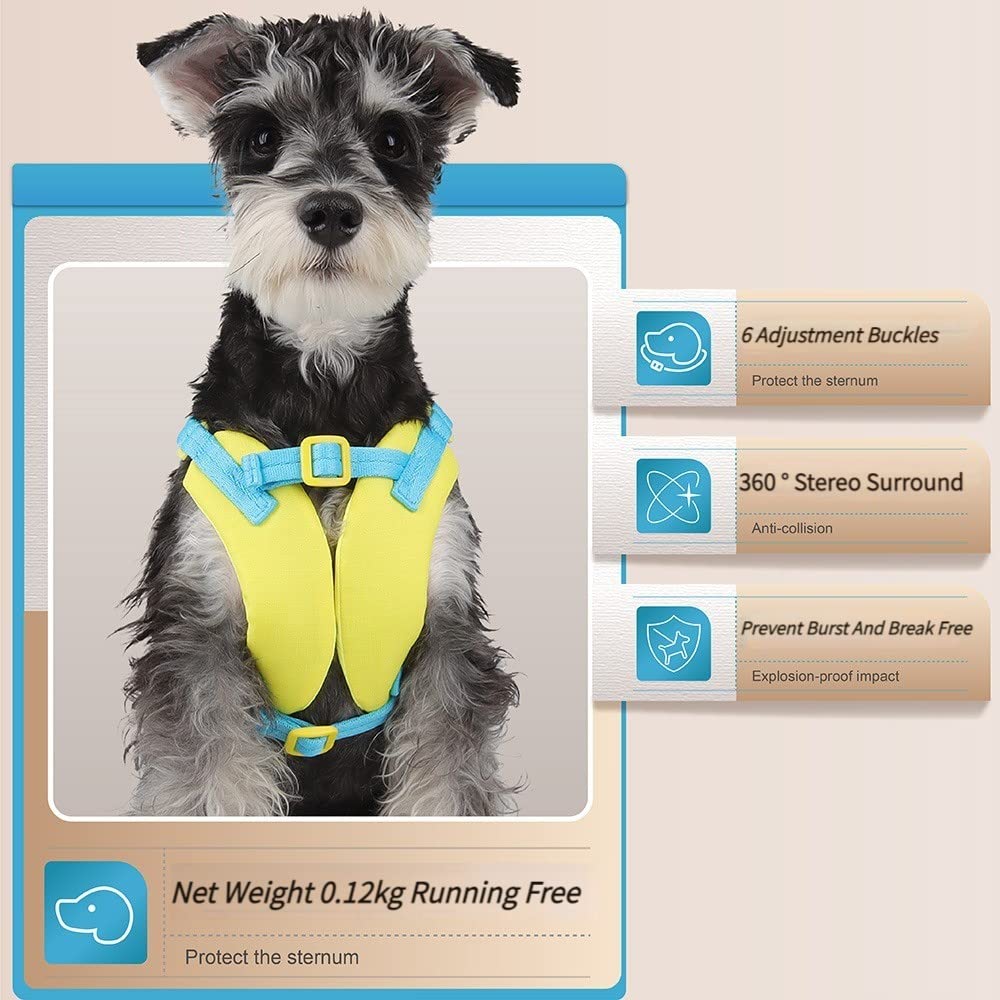 6 Adjustment Buckles
Protect the sternum
360 ° Stereo Surround
Anti-collision
Prevent Burst And Break Free
Explosion-proof impact
Net Weight 0.12kg Running Free
Protect the sternum